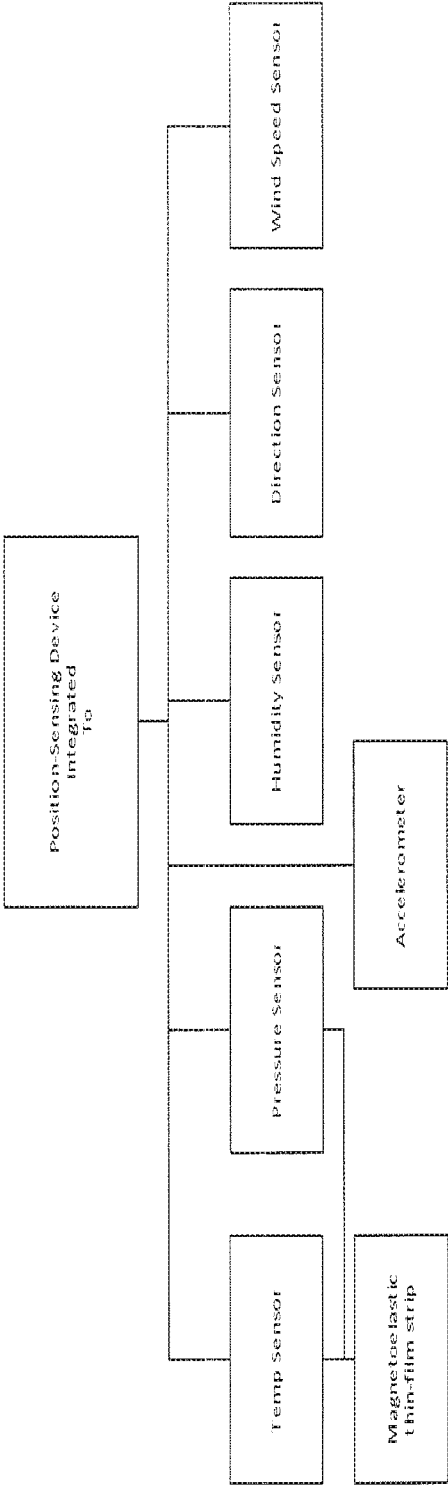 Position-Sensing Device
Integrated
To
Temp Sensor
Pressure Sensor
Humidity Sensor
Direction Sensor
Wind Speed Sensor
Magnetoelastic
thin-film strip
Accelerometer